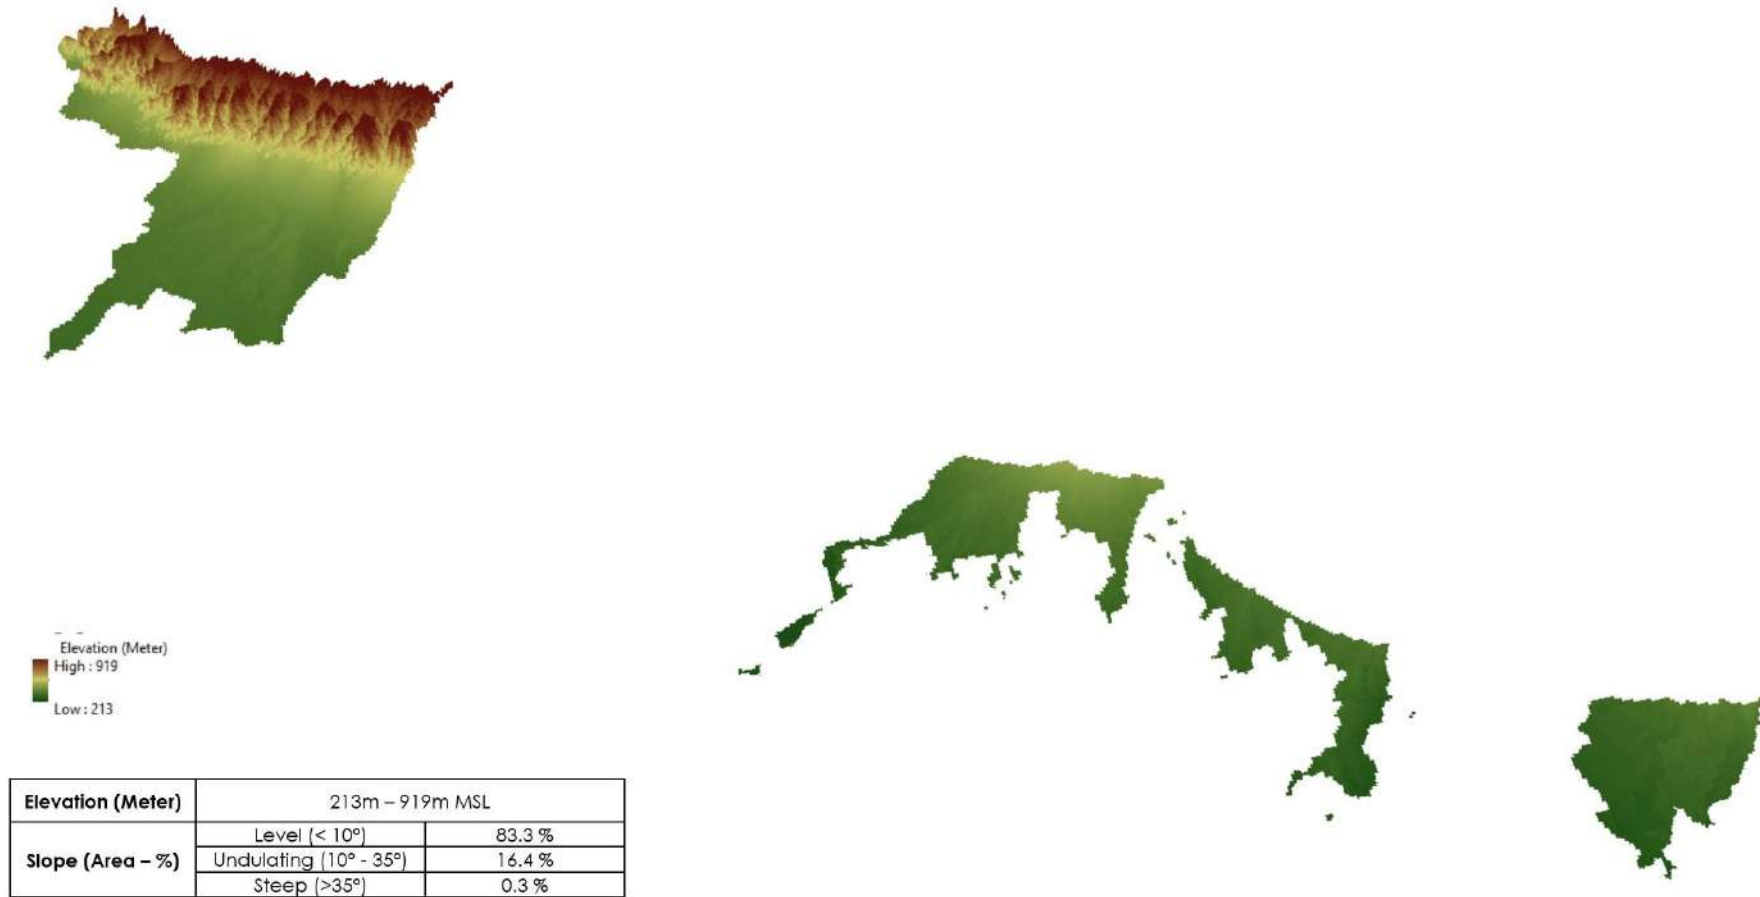 Elevation (Meter)
High : 919
Low : 213
Elevation (Meter) 213m – 919m MSL
Slope (Area – %) Level (< 10°) 83.3 %
Undulating (10° - 35°) 16.4 %
Steep (>35°) 0.3 %